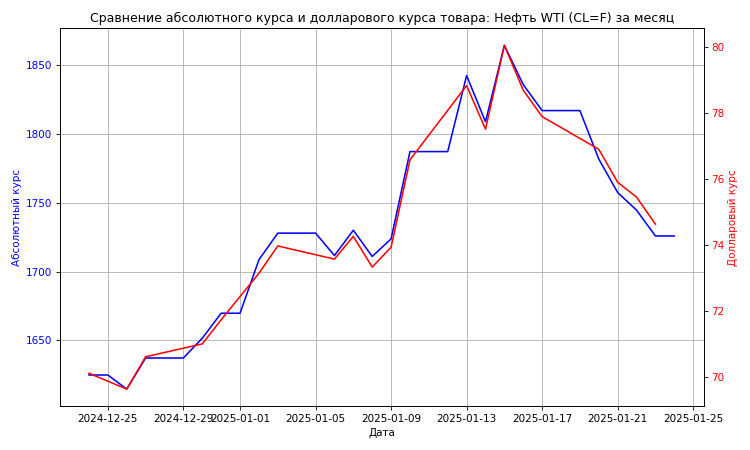 Сравнение абсолютного курса и долларового курса товара: Нефть WTI (CL=F) за месяц
1850
1800
1750
1700
1650
Абсолютный курс
80
78
76
74
72
70
Долларовый курс
2024-12-25 2024-12-29 2025-01-01 2025-01-05 2025-01-09 2025-01-13 2025-01-17 2025-01-21 2025-01-25
Дата